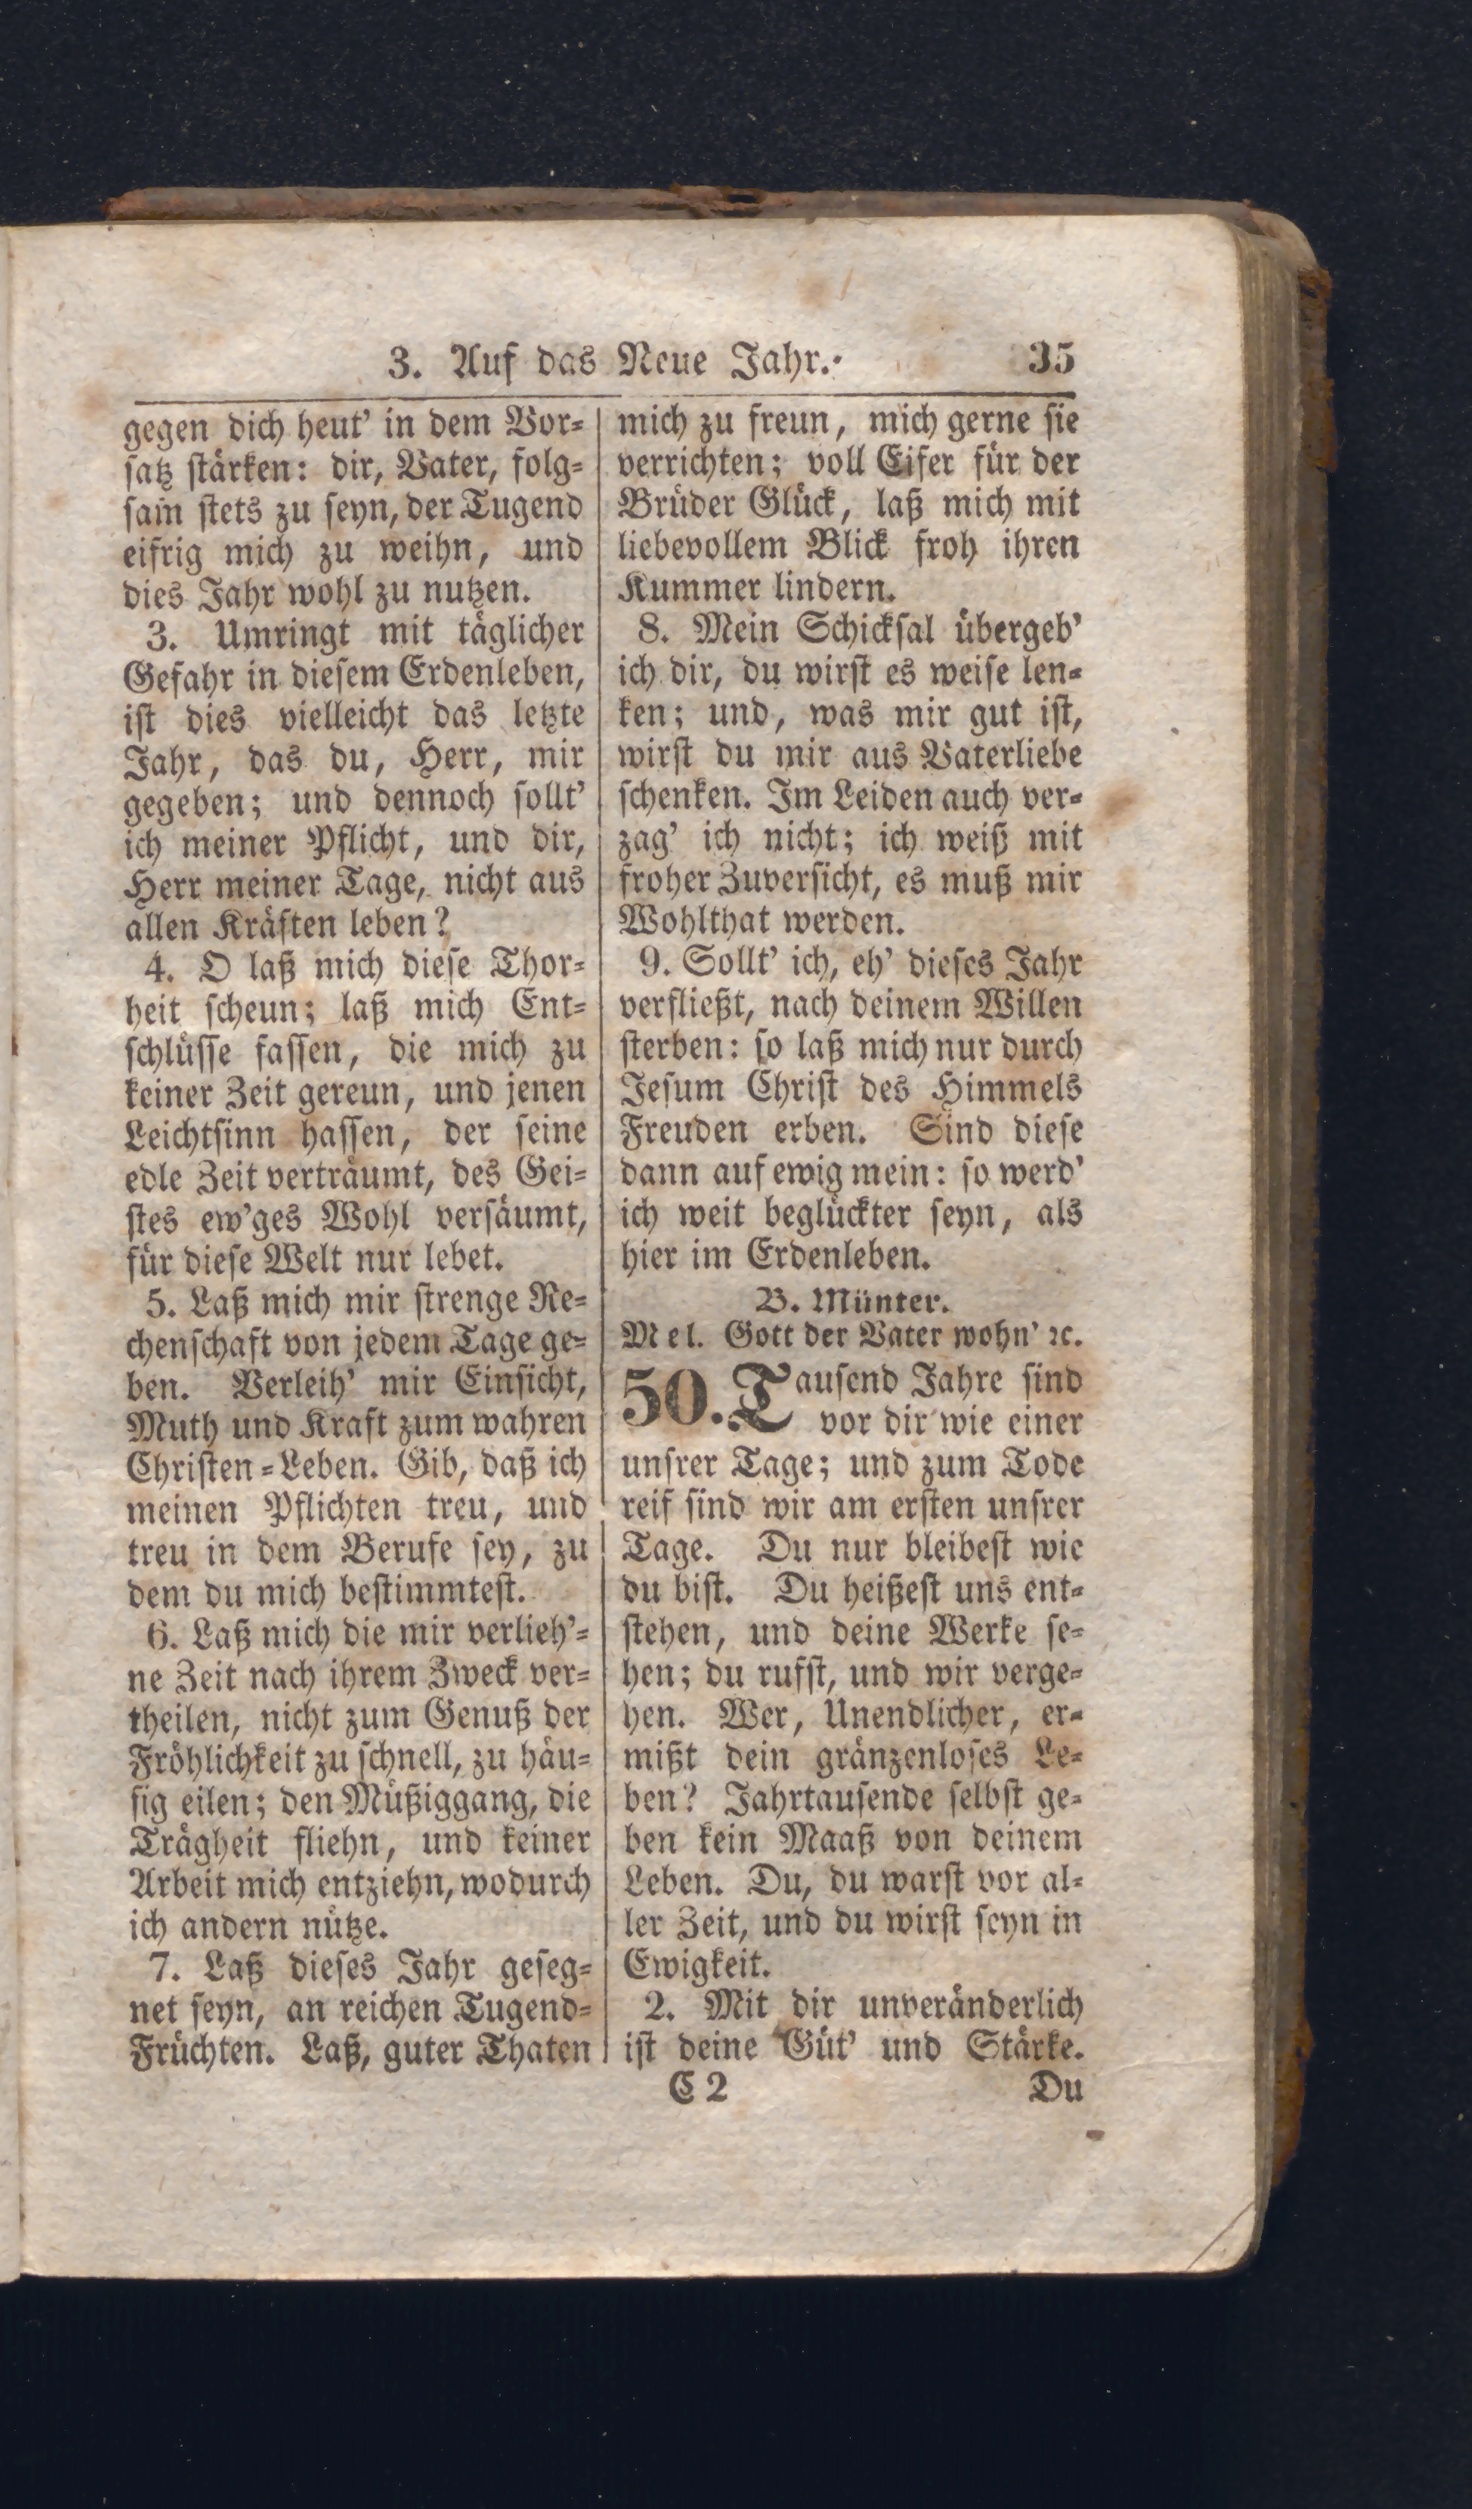 3. Auf das Neue Jahr. 35
gegen dich heut' in dem Vor-
satz stärken: dir, Vater, folg-
sam stets zu seyn, der Tugend
eifrig mich zu weihn, und
dies Jahr wohl zu nutzen.
3. Umringt mit täglicher
Gefahr in diesem Erdenleben,
ist dies vielleicht das letzte
Jahr, das du, Herr, mir
gegeben; und dennoch sollt'
ich meiner Pflicht, und dir,
Herr meiner Tage, nicht aus
allen Kräften leben?
4. O laß mich diese Thor-
heit scheun; laß mich Ent-
schlüsse fassen, die mich zu
keiner Zeit gereun, und jenen
Leichtsinn hassen, der seine
edle Zeit verträumt, des Gei-
stes ew'ges Wohl versäumt,
für diese Welt nur lebet.
5. Laß mich mir strenge Re-
chenschaft von jedem Tage ge-
ben. Verleih' mir Einsicht,
Muth und Kraft zum wahren
Christen-Leben. Gib, daß ich
meinen Pflichten treu, und
treu in dem Berufe sey, zu
dem du mich bestimmtest.
6. Laß mich die mir verlieh'-
ne Zeit nach ihrem Zweck ver-
theilen, nicht zum Genuß der
Fröhlichkeit zu schnell, zu häu-
fig eilen; den Müßiggang, die
Trägheit fliehn, und keiner
Arbeit mich entziehn, wodurch
ich andern nütze.
7. Laß dieses Jahr geseg-
net seyn, an reichen Tugend-
Früchten. Laß, guter Thaten
mich zu freun, mich gerne sie
verrichten; voll Eifer für der
Brüder Glück, laß mich mit
liebevollem Blick froh ihren
Kummer lindern.
8. Mein Schicksal übergeb'
ich dir, du wirst es weise len-
ken; und, was mir gut ist,
wirst du mir aus Vaterliebe
schenken. Im Leiden auch ver-
zag' ich nicht; ich weiß mit
froher Zuversicht, es muß mir
Wohlthat werden.
9. Sollt' ich, eh' dieses Jahr
verfließt, nach deinem Willen
sterben: so laß mich nur durch
Jesum Christ des Himmels
Freuden erben. Sind diese
dann auf ewig mein: so werd'
ich weit beglückter seyn, als
hier im Erdenleben.
B. Münter.
Mel. Gott der Vater wohn' ꝛc.
50. Tausend Jahre sind
vor dir wie einer
unsrer Tage; und zum Tode
reif sind wir am ersten unsrer
Tage. Du nur bleibest wie
du bist. Du heißest uns ent-
stehen, und deine Werke se-
hen; du rufst, und wir verge-
hen. Wer, Unendlicher, er-
mißt dein gränzenloses Le-
ben? Jahrtausende selbst ge-
ben kein Maaß von deinem
Leben. Du, du warst vor al-
ler Zeit, und du wirst seyn in
Ewigkeit.
2. Mit dir unveränderlich
ist deine Güt' und Stärke.
C 2 Du